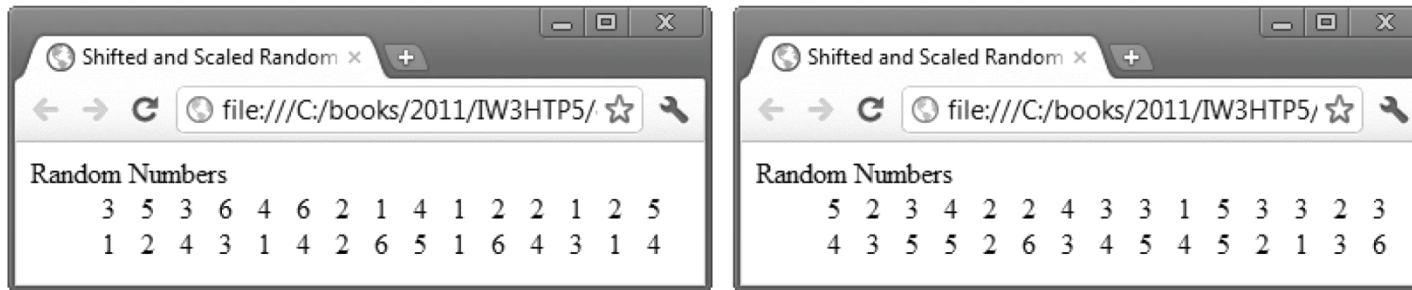 Shifted and Scaled Random
file:///C:/books/2011/IW3HTP5/
Random Numbers
3 5 3 6 4 6 2 1 4 1 2 2 1 2 5
1 2 4 3 1 4 2 6 5 1 6 4 3 1 4
Shifted and Scaled Random
file:///C:/books/2011/IW3HTP5/
Random Numbers
5 2 3 4 2 2 4 3 3 1 5 3 3 2 3
4 3 5 5 2 6 3 4 5 4 5 2 1 3 6